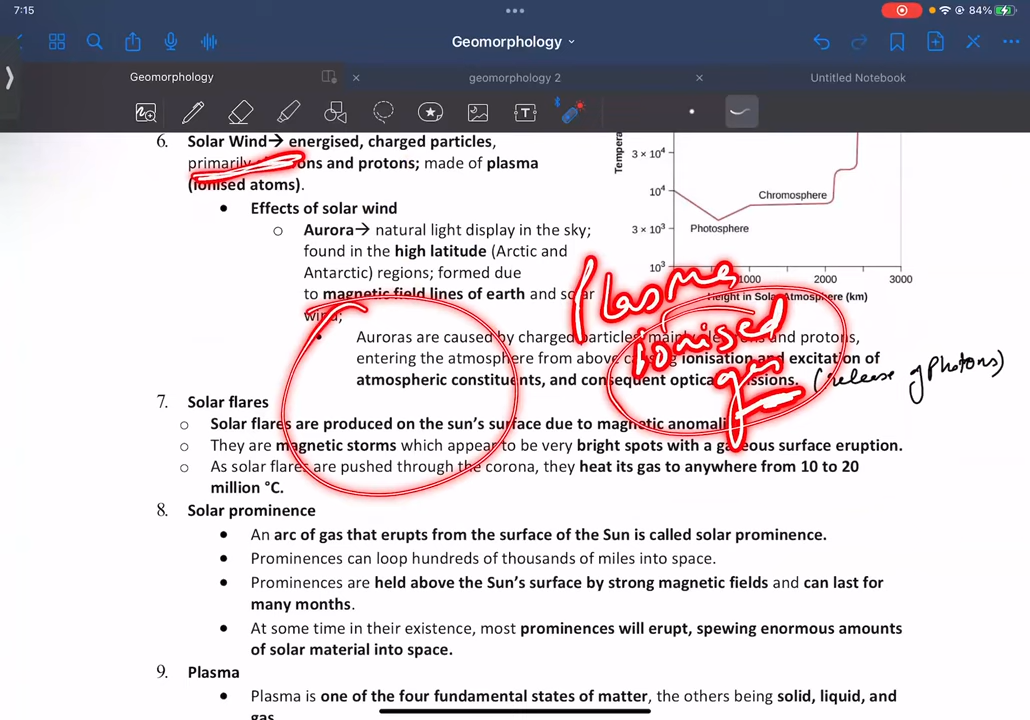 7:15
84%
Geomorphology
Geomorphology
geomorphology 2
Untitled Notebook
6. Solar Wind→ energised, charged particles,
primarily electrons and protons; made of plasma
(ionised atoms).
• Effects of solar wind
o Aurora→ natural light display in the sky;
found in the high latitude (Arctic and
Antarctic) regions; formed due
to magnetic field lines of earth and solar
wind;
Auroras are caused by charged particles, mainly electrons and protons,
entering the atmosphere from above causing ionisation and excitation of
atmospheric constituents, and consequent optical emissions. (release of Photons)
Plasma
ionised
gas
Tempera
3 × 10⁴
10⁴
3 × 10³
10³
Chromosphere
Photosphere
1000
2000
3000
Height in Solar Atmosphere (km)
7. Solar flares
o Solar flares are produced on the sun's surface due to magnetic anomali
o They are magnetic storms which appear to be very bright spots with a gaseous surface eruption.
o As solar flares are pushed through the corona, they heat its gas to anywhere from 10 to 20
million °C.
8. Solar prominence
• An arc of gas that erupts from the surface of the Sun is called solar prominence.
• Prominences can loop hundreds of thousands of miles into space.
• Prominences are held above the Sun's surface by strong magnetic fields and can last for
many months.
• At some time in their existence, most prominences will erupt, spewing enormous amounts
of solar material into space.
9. Plasma
• Plasma is one of the four fundamental states of matter, the others being solid, liquid, and
gas.